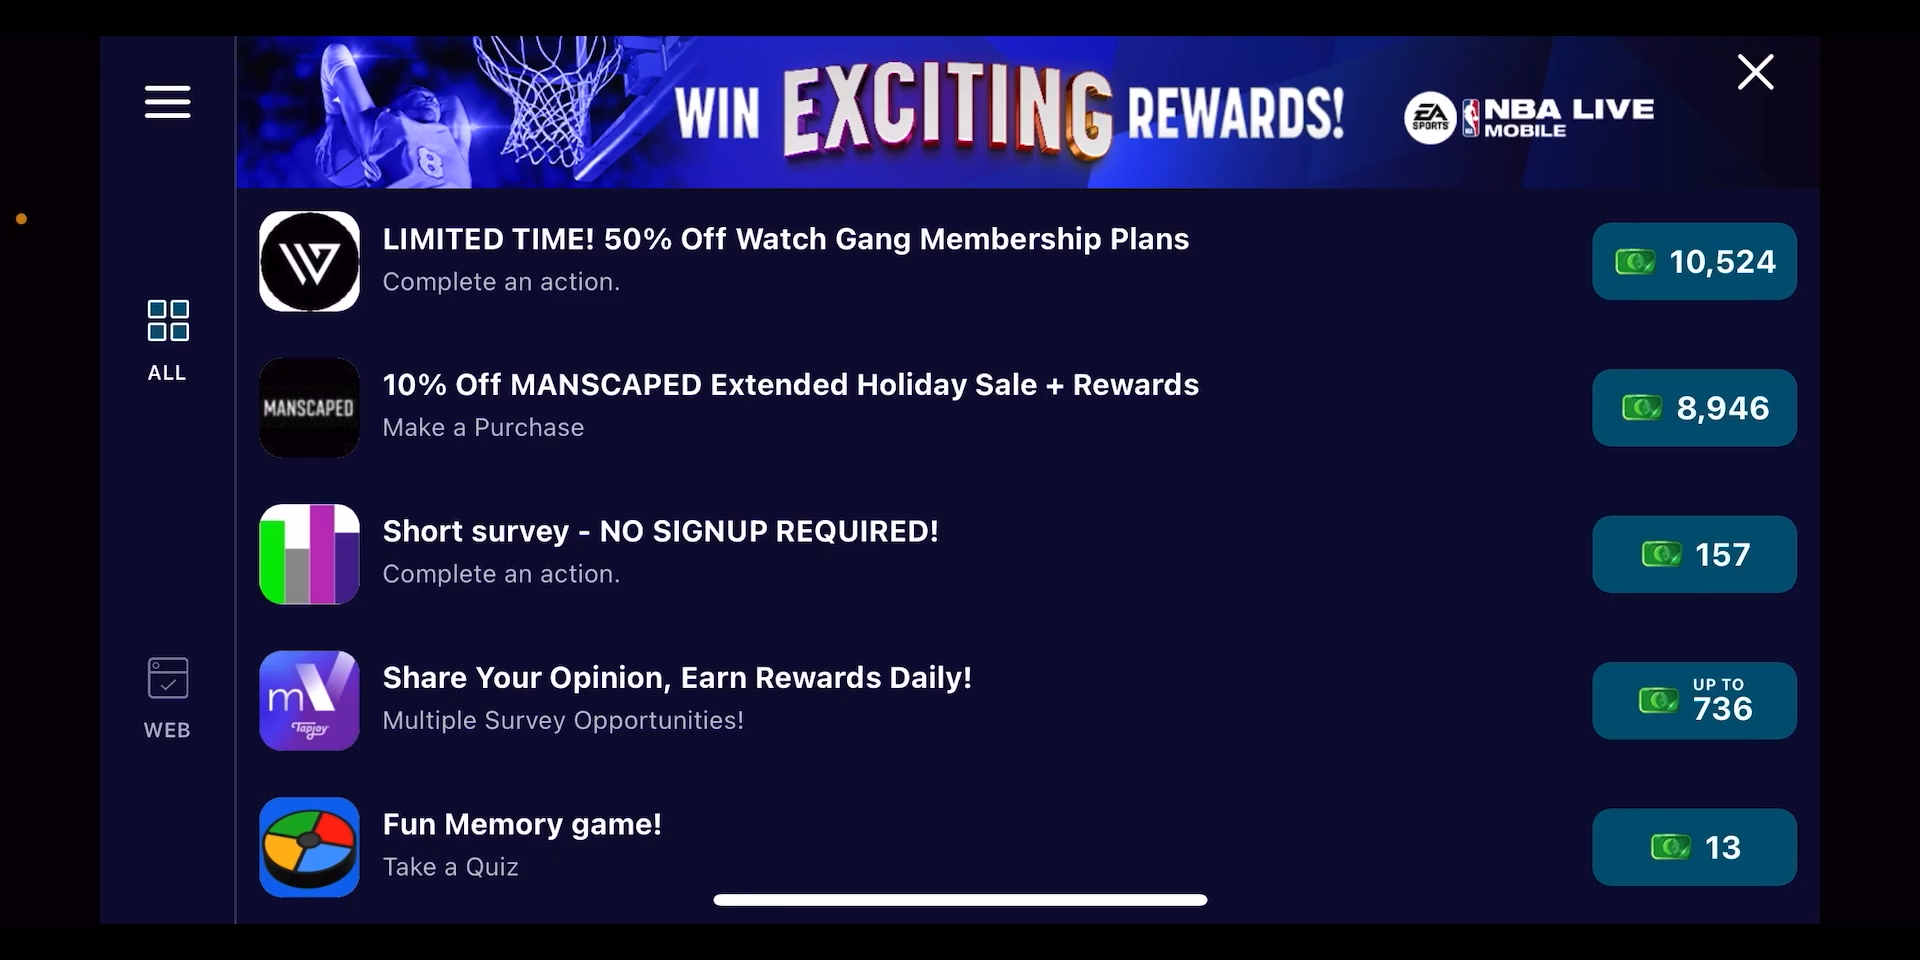 WIN EXCITING REWARDS!
EA SPORTS NBA LIVE MOBILE
8
LIMITED TIME! 50% Off Watch Gang Membership Plans
Complete an action.
10,524
ALL
MANSCAPED
10% Off MANSCAPED Extended Holiday Sale + Rewards
Make a Purchase
8,946
Short survey - NO SIGNUP REQUIRED!
Complete an action.
157
mV
Tapjoy
Share Your Opinion, Earn Rewards Daily!
Multiple Survey Opportunities!
UP TO
736
WEB
Fun Memory game!
Take a Quiz
13